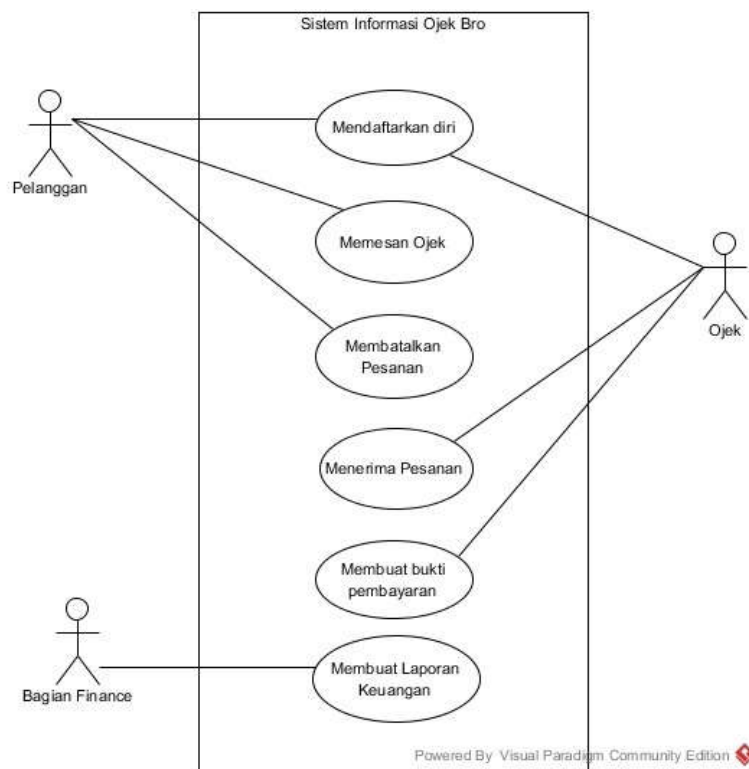 Sistem Informasi Ojek Bro
Pelanggan
Mendaftarkan diri
Memesan Ojek
Ojek
Membatalkan
Pesanan
Menerima Pesanan
Membuat bukti
pembayaran
Bagian Finance
Membuat Laporan
Keuangan
Powered By Visual Paradigm Community Edition